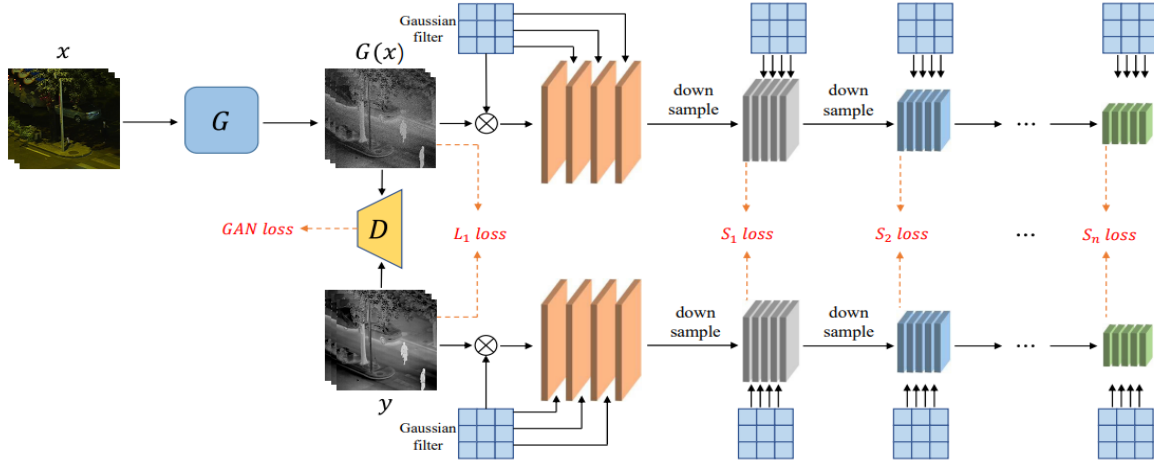 Gaussian
filter
x
G(x)
G
down
sample
down
sample
...
D
GAN loss
L₁ loss
S₁ loss
S₂ loss
...
Sₙ loss
down
sample
down
sample
...
y
Gaussian
filter